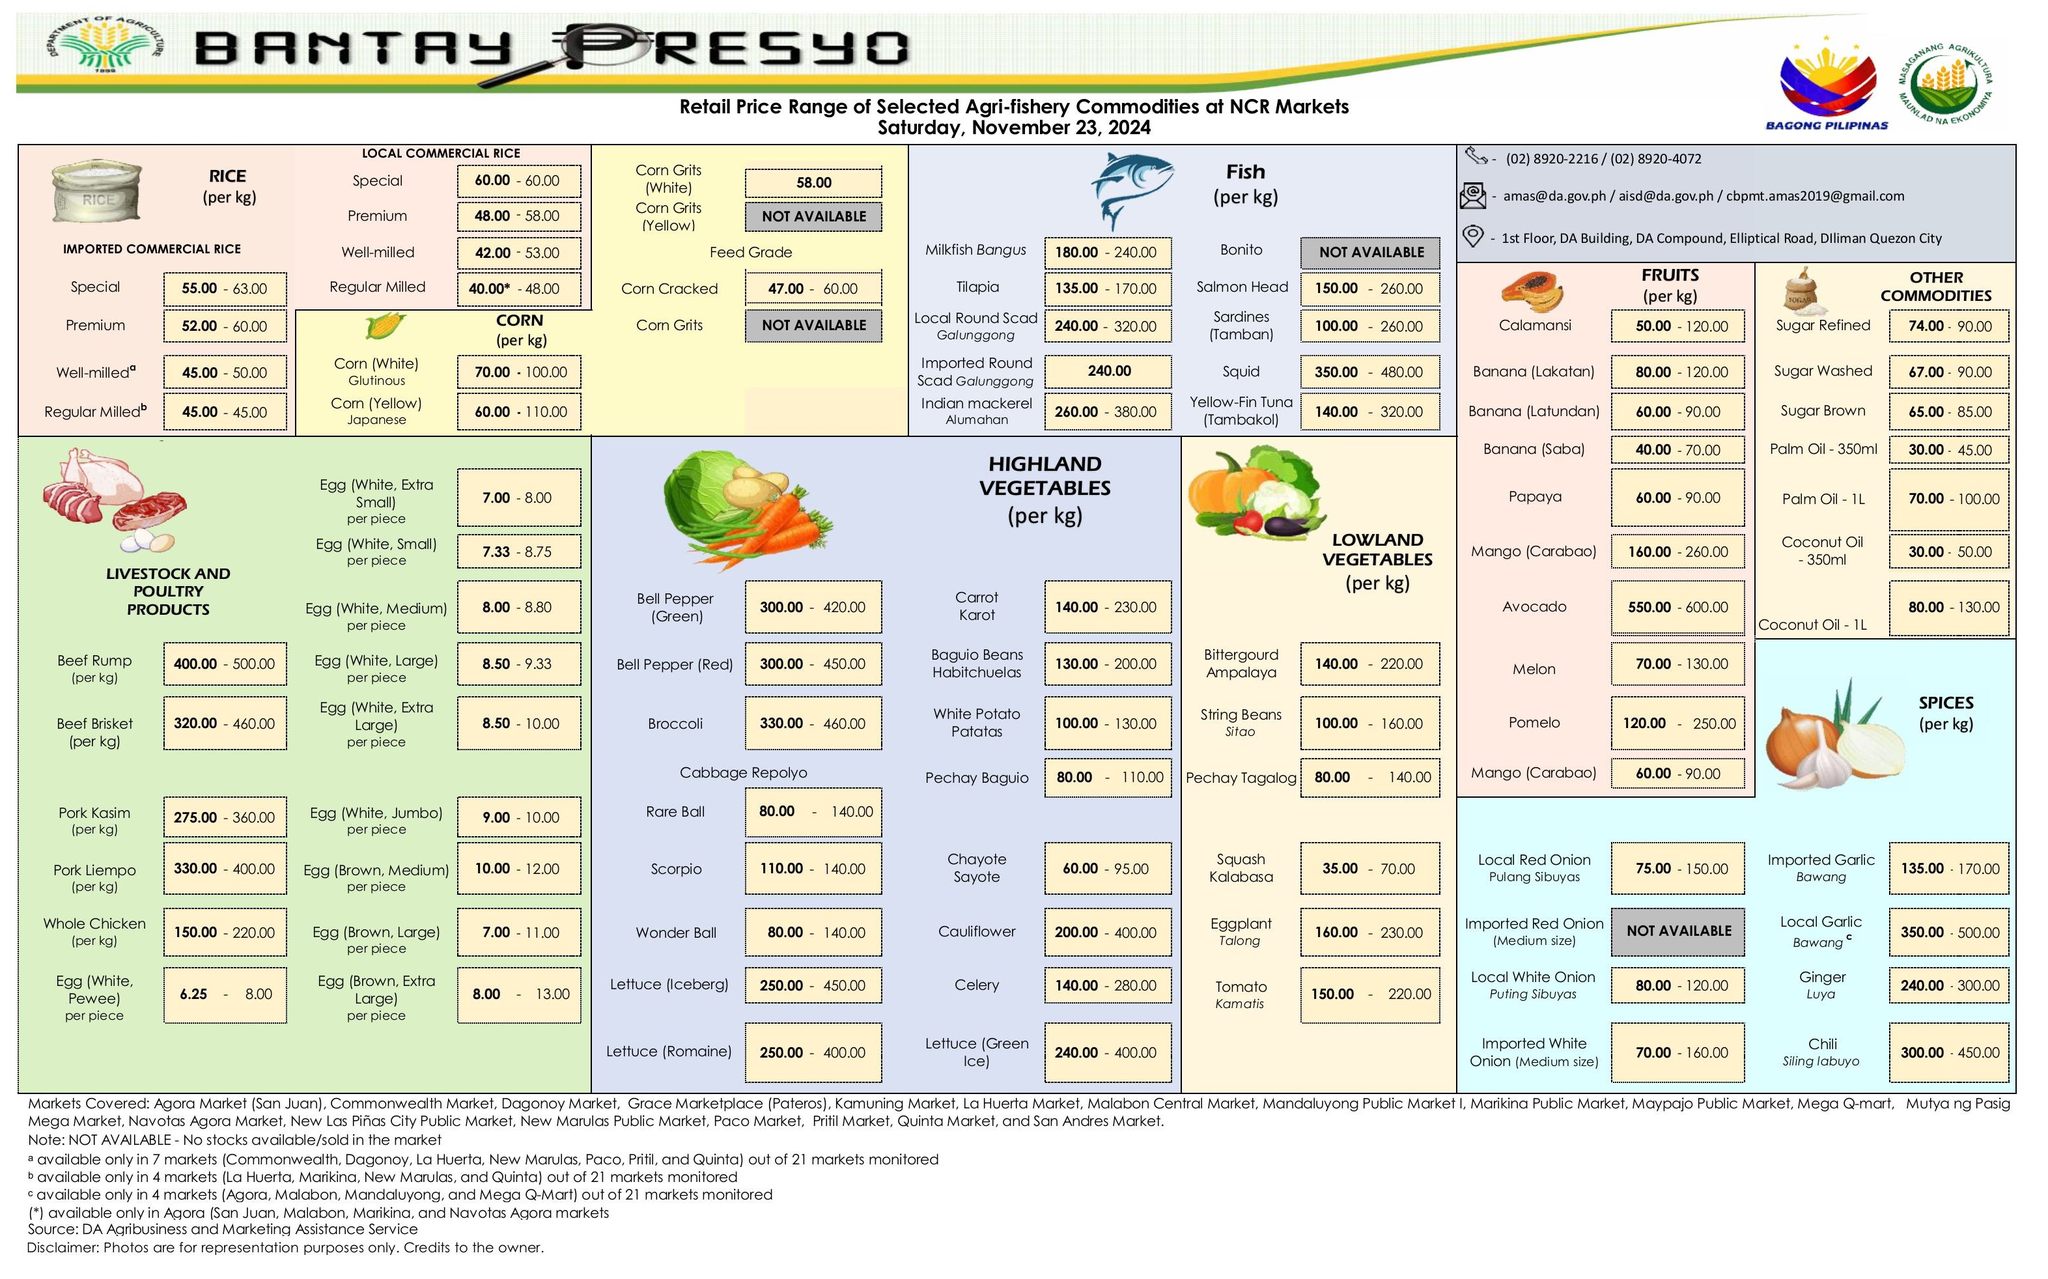 DEPARTMENT OF AGRICULTURE
1898
BANTAY PRESYO
Retail Price Range of Selected Agri-fishery Commodities at NCR Markets
Saturday, November 23, 2024
BAGONG PILIPINAS
MASAGANANG AGRIKULTURA
MAUNLAD NA EKONOMIYA
RICE
RICE
(per kg)
IMPORTED COMMERCIAL RICE
Special 55.00 - 63.00
Premium 52.00 - 60.00
Well-milledᵃ 45.00 - 50.00
Regular Milledᵇ 45.00 - 45.00
LOCAL COMMERCIAL RICE
Special 60.00 - 60.00
Premium 48.00 - 58.00
Well-milled 42.00 - 53.00
Regular Milled 40.00* - 48.00
CORN
(per kg)
Corn (White)
Glutinous 70.00 - 100.00
Corn (Yellow)
Japanese 60.00 - 110.00
Corn Grits
(White) 58.00
Corn Grits
(Yellow) NOT AVAILABLE
Feed Grade
Corn Cracked 47.00 - 60.00
Corn Grits NOT AVAILABLE
Fish
(per kg)
Milkfish Bangus 180.00 - 240.00
Tilapia 135.00 - 170.00
Local Round Scad
Galunggong 240.00 - 320.00
Imported Round
Scad Galunggong 240.00
Indian mackerel
Alumahan 260.00 - 380.00
Bonito NOT AVAILABLE
Salmon Head 150.00 - 260.00
Sardines
(Tamban) 100.00 - 260.00
Squid 350.00 - 480.00
Yellow-Fin Tuna
(Tambakol) 140.00 - 320.00
- (02) 8920-2216 / (02) 8920-4072
- amas@da.gov.ph / aisd@da.gov.ph / cbpmt.amas2019@gmail.com
- 1st Floor, DA Building, DA Compound, Elliptical Road, DIliman Quezon City
FRUITS
(per kg)
Calamansi 50.00 - 120.00
Banana (Lakatan) 80.00 - 120.00
Banana (Latundan) 60.00 - 90.00
Banana (Saba) 40.00 - 70.00
Papaya 60.00 - 90.00
Mango (Carabao) 160.00 - 260.00
Avocado 550.00 - 600.00
Melon 70.00 - 130.00
Pomelo 120.00 - 250.00
Mango (Carabao) 60.00 - 90.00
SUGAR
OTHER
COMMODITIES
Sugar Refined 74.00 - 90.00
Sugar Washed 67.00 - 90.00
Sugar Brown 65.00 - 85.00
Palm Oil - 350ml 30.00 - 45.00
Palm Oil - 1L 70.00 - 100.00
Coconut Oil
- 350ml 30.00 - 50.00
Coconut Oil - 1L 80.00 - 130.00
LIVESTOCK AND
POULTRY
PRODUCTS
Beef Rump
(per kg) 400.00 - 500.00
Beef Brisket
(per kg) 320.00 - 460.00
Pork Kasim
(per kg) 275.00 - 360.00
Pork Liempo
(per kg) 330.00 - 400.00
Whole Chicken
(per kg) 150.00 - 220.00
Egg (White,
Pewee)
per piece 6.25 - 8.00
Egg (White, Extra
Small)
per piece 7.00 - 8.00
Egg (White, Small)
per piece 7.33 - 8.75
Egg (White, Medium)
per piece 8.00 - 8.80
Egg (White, Large)
per piece 8.50 - 9.33
Egg (White, Extra
Large)
per piece 8.50 - 10.00
Egg (White, Jumbo)
per piece 9.00 - 10.00
Egg (Brown, Medium)
per piece 10.00 - 12.00
Egg (Brown, Large)
per piece 7.00 - 11.00
Egg (Brown, Extra
Large)
per piece 8.00 - 13.00
HIGHLAND
VEGETABLES
(per kg)
Bell Pepper
(Green) 300.00 - 420.00
Bell Pepper (Red) 300.00 - 450.00
Broccoli 330.00 - 460.00
Cabbage Repolyo
Rare Ball 80.00 - 140.00
Scorpio 110.00 - 140.00
Wonder Ball 80.00 - 140.00
Lettuce (Iceberg) 250.00 - 450.00
Lettuce (Romaine) 250.00 - 400.00
Carrot
Karot 140.00 - 230.00
Baguio Beans
Habitchuelas 130.00 - 200.00
White Potato
Patatas 100.00 - 130.00
Pechay Baguio 80.00 - 110.00
Chayote
Sayote 60.00 - 95.00
Cauliflower 200.00 - 400.00
Celery 140.00 - 280.00
Lettuce (Green
Ice) 240.00 - 400.00
LOWLAND
VEGETABLES
(per kg)
Bittergourd
Ampalaya 140.00 - 220.00
String Beans
Sitao 100.00 - 160.00
Pechay Tagalog 80.00 - 140.00
Squash
Kalabasa 35.00 - 70.00
Eggplant
Talong 160.00 - 230.00
Tomato
Kamatis 150.00 - 220.00
SPICES
(per kg)
Local Red Onion
Pulang Sibuyas 75.00 - 150.00
Imported Red Onion
(Medium size) NOT AVAILABLE
Local White Onion
Puting Sibuyas 80.00 - 120.00
Imported White
Onion (Medium size) 70.00 - 160.00
Imported Garlic
Bawang 135.00 - 170.00
Local Garlic
Bawang ᶜ 350.00 - 500.00
Ginger
Luya 240.00 - 300.00
Chili
Siling labuyo 300.00 - 450.00
Markets Covered: Agora Market (San Juan), Commonwealth Market, Dagonoy Market, Grace Marketplace (Pateros), Kamuning Market, La Huerta Market, Malabon Central Market, Mandaluyong Public Market I, Marikina Public Market, Maypajo Public Market, Mega Q-mart, Mutya ng Pasig
Mega Market, Navotas Agora Market, New Las Piñas City Public Market, New Marulas Public Market, Paco Market, Pritil Market, Quinta Market, and San Andres Market.
Note: NOT AVAILABLE - No stocks available/sold in the market
ᵃ available only in 7 markets (Commonwealth, Dagonoy, La Huerta, New Marulas, Paco, Pritil, and Quinta) out of 21 markets monitored
ᵇ available only in 4 markets (La Huerta, Marikina, New Marulas, and Quinta) out of 21 markets monitored
ᶜ available only in 4 markets (Agora, Malabon, Mandaluyong, and Mega Q-Mart) out of 21 markets monitored
(*) available only in Agora (San Juan, Malabon, Marikina, and Navotas Agora markets
Source: DA Agribusiness and Marketing Assistance Service
Disclaimer: Photos are for representation purposes only. Credits to the owner.